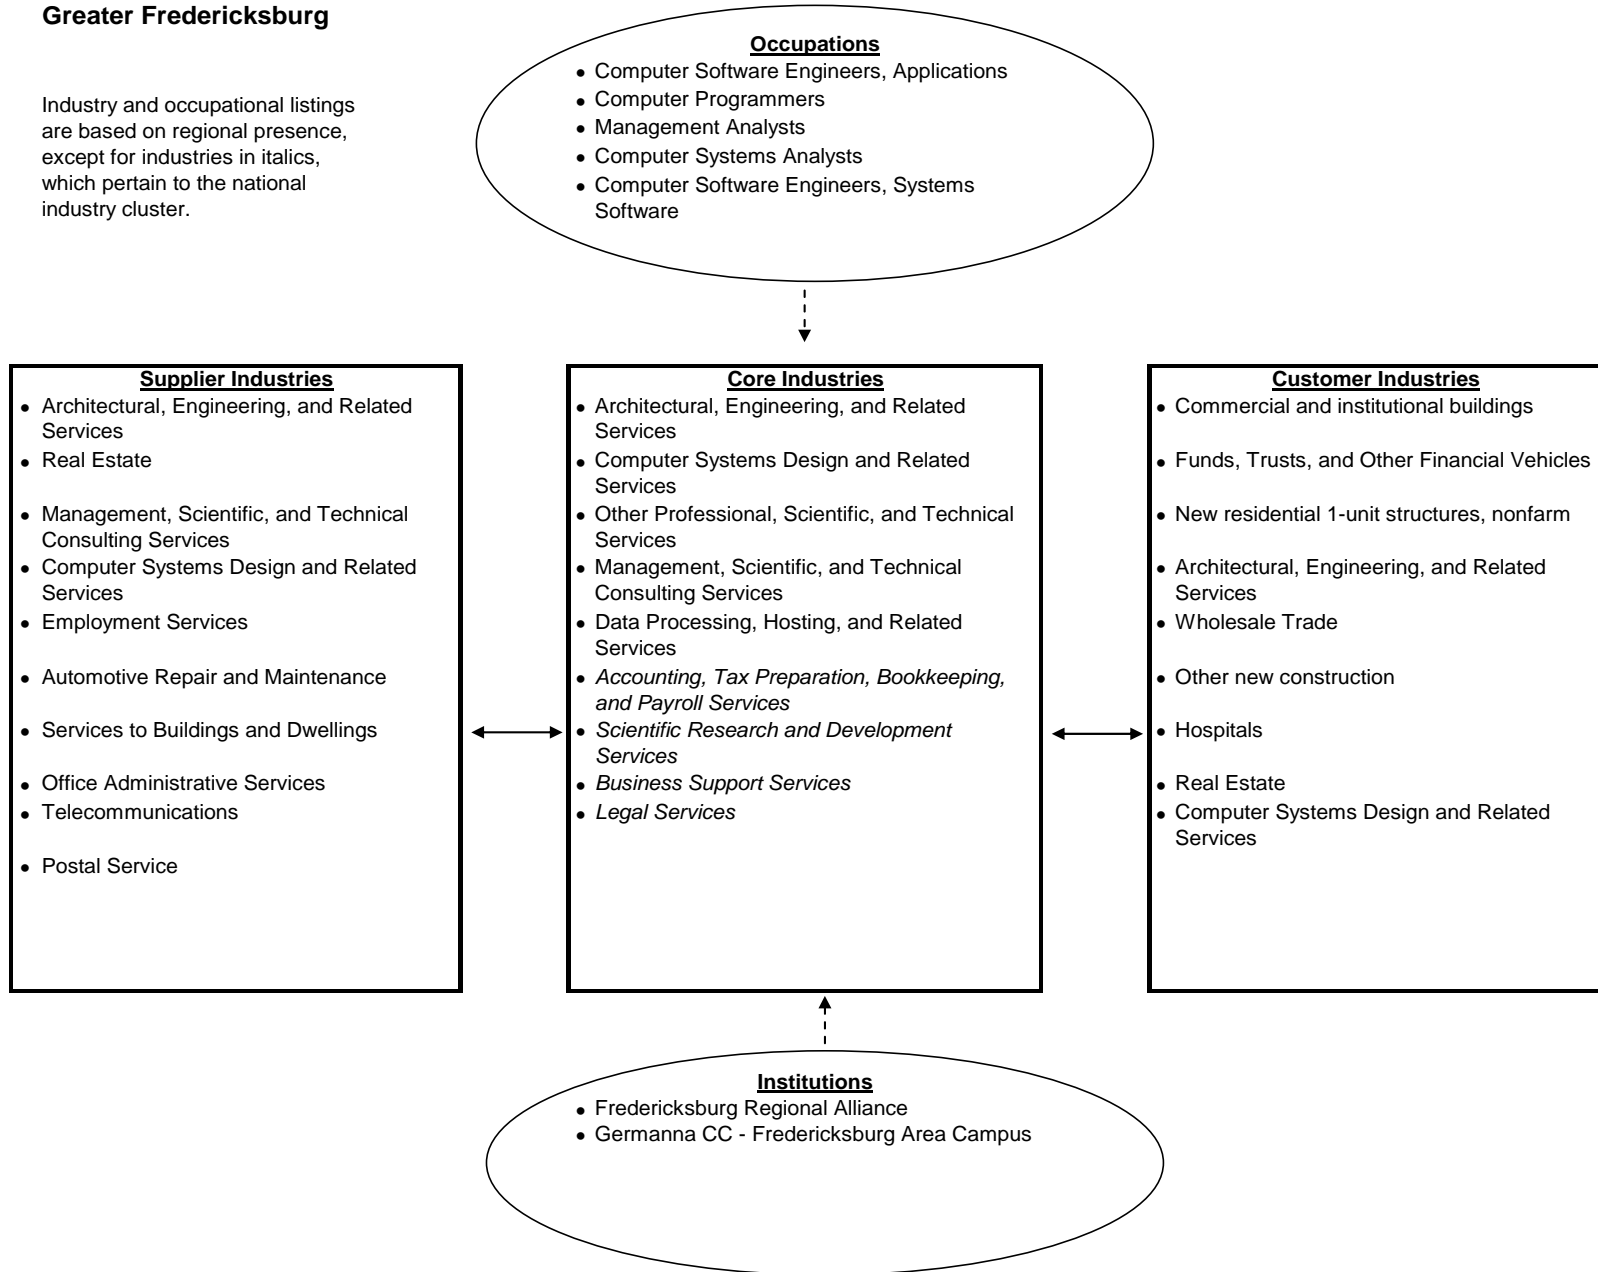 Greater Fredericksburg
Industry and occupational listings
are based on regional presence,
except for industries in italics,
which pertain to the national
industry cluster.
Occupations
● Computer Software Engineers, Applications
● Computer Programmers
● Management Analysts
● Computer Systems Analysts
● Computer Software Engineers, Systems
Software
Supplier Industries
● Architectural, Engineering, and Related
Services
● Real Estate
● Management, Scientific, and Technical
Consulting Services
● Computer Systems Design and Related
Services
● Employment Services
● Automotive Repair and Maintenance
● Services to Buildings and Dwellings
● Office Administrative Services
● Telecommunications
● Postal Service
Core Industries
● Architectural, Engineering, and Related
Services
● Computer Systems Design and Related
Services
● Other Professional, Scientific, and Technical
Services
● Management, Scientific, and Technical
Consulting Services
● Data Processing, Hosting, and Related
Services
● Accounting, Tax Preparation, Bookkeeping,
and Payroll Services
● Scientific Research and Development
Services
● Business Support Services
● Legal Services
Customer Industries
● Commercial and institutional buildings
● Funds, Trusts, and Other Financial Vehicles
● New residential 1-unit structures, nonfarm
● Architectural, Engineering, and Related
Services
● Wholesale Trade
● Other new construction
● Hospitals
● Real Estate
● Computer Systems Design and Related
Services
Institutions
● Fredericksburg Regional Alliance
● Germanna CC - Fredericksburg Area Campus